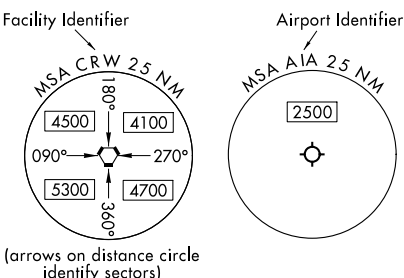 Facility Identifier
MSA CRW 25 NM
180°
4500
4100
090°
270°
5300
4700
360°
(arrows on distance circle
identify sectors)
Airport Identifier
MSA AIA 25 NM
2500